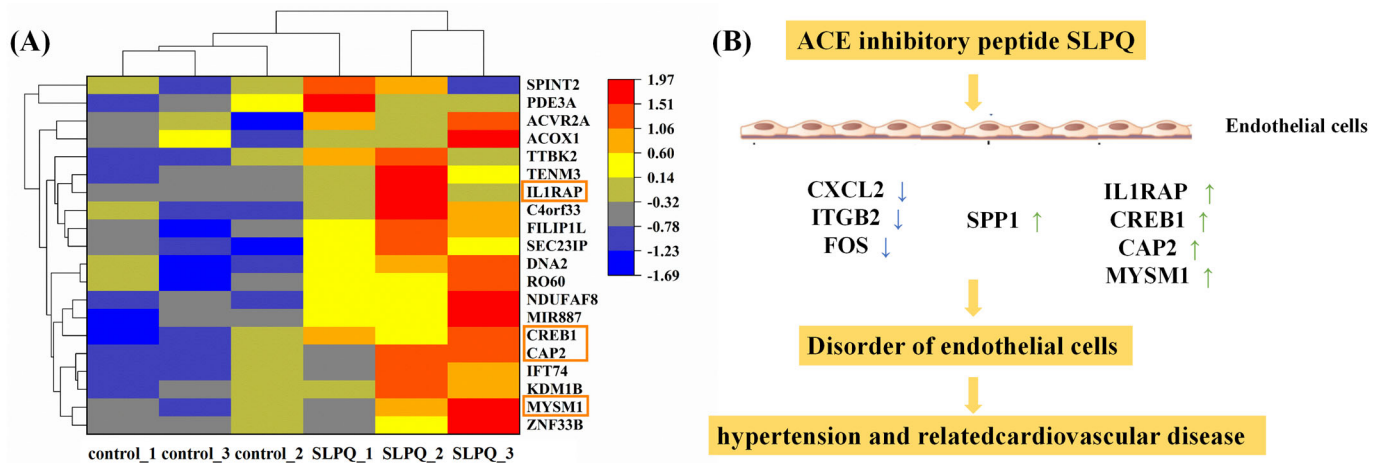 (A)
SPINT2
PDE3A
ACVR2A
ACOX1
TTBK2
TENM3
IL1RAP
C4orf33
FILIP1L
SEC23IP
DNA2
RO60
NDUFAF8
MIR887
CREB1
CAP2
IFT74
KDM1B
MYSM1
ZNF33B
1.97
1.51
1.06
0.60
0.14
-0.32
-0.78
-1.23
-1.69
control_1 control_3 control_2 SLPQ_1 SLPQ_2 SLPQ_3
(B)
ACE inhibitory peptide SLPQ
Endothelial cells
CXCL2 ↓
ITGB2 ↓
FOS ↓
SPP1 ↑
IL1RAP ↑
CREB1 ↑
CAP2 ↑
MYSM1 ↑
Disorder of endothelial cells
hypertension and relatedcardiovascular disease